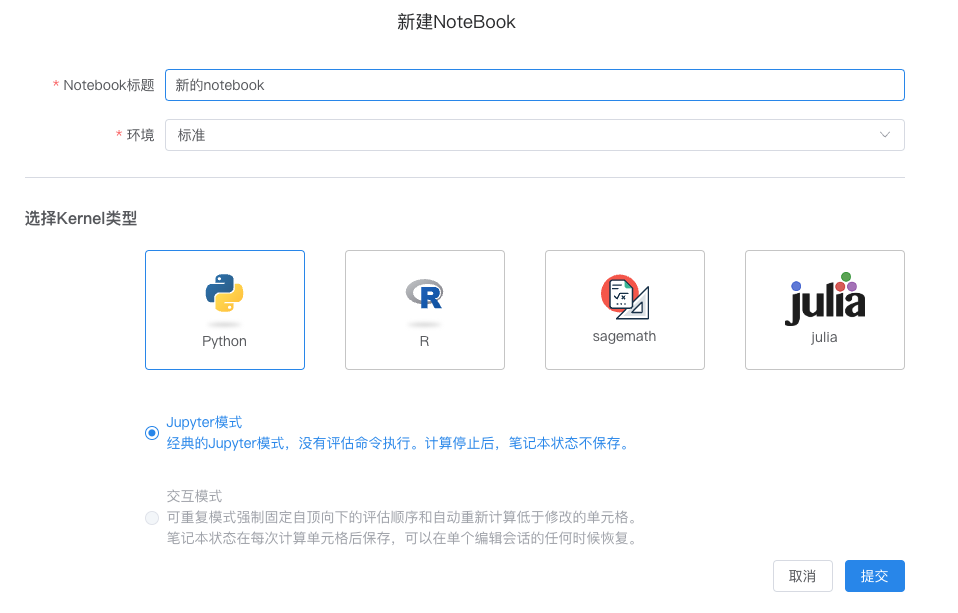 新建NoteBook
* Notebook标题 新的notebook
* 环境 标准
选择Kernel类型
julia
Python R sagemath julia
Jupyter模式
经典的Jupyter模式，没有评估命令执行。计算停止后，笔记本状态不保存。
交互模式
可重复模式强制固定自顶向下的评估顺序和自动重新计算低于修改的单元格。
笔记本状态在每次计算单元格后保存，可以在单个编辑会话的任何时候恢复。
取消 提交